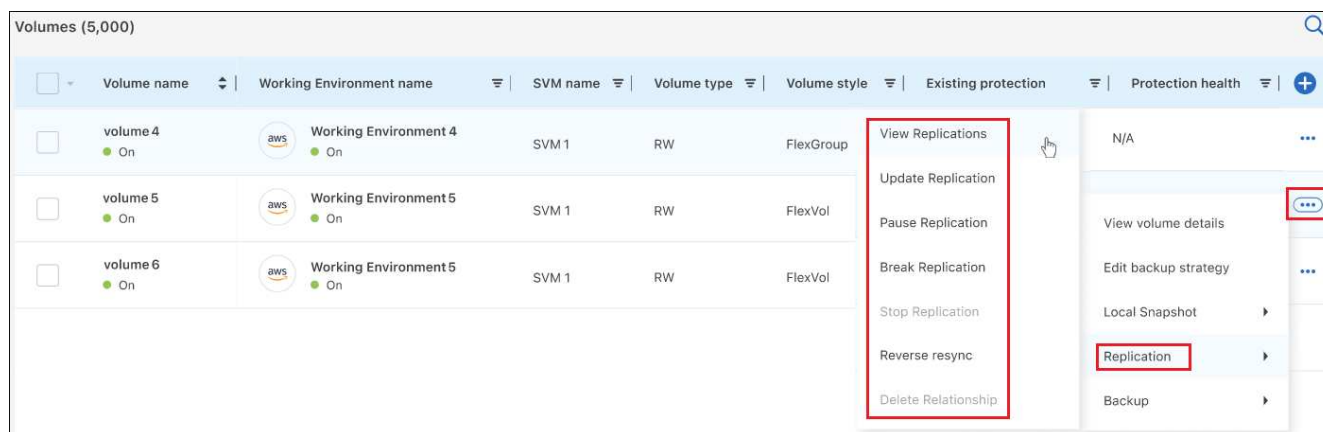 Volumes (5,000)
Volume name Working Environment name SVM name Volume type Volume style Existing protection Protection health
volume 4 Working Environment 4
On aws On SVM 1 RW FlexGroup View Replications N/A
Update Replication
volume 5 Working Environment 5
On aws On SVM 1 RW FlexVol Pause Replication View volume details
volume 6 Working Environment 5 Break Replication Edit backup strategy
On aws On SVM 1 RW FlexVol
Stop Replication Local Snapshot
Reverse resync Replication
Delete Relationship Backup